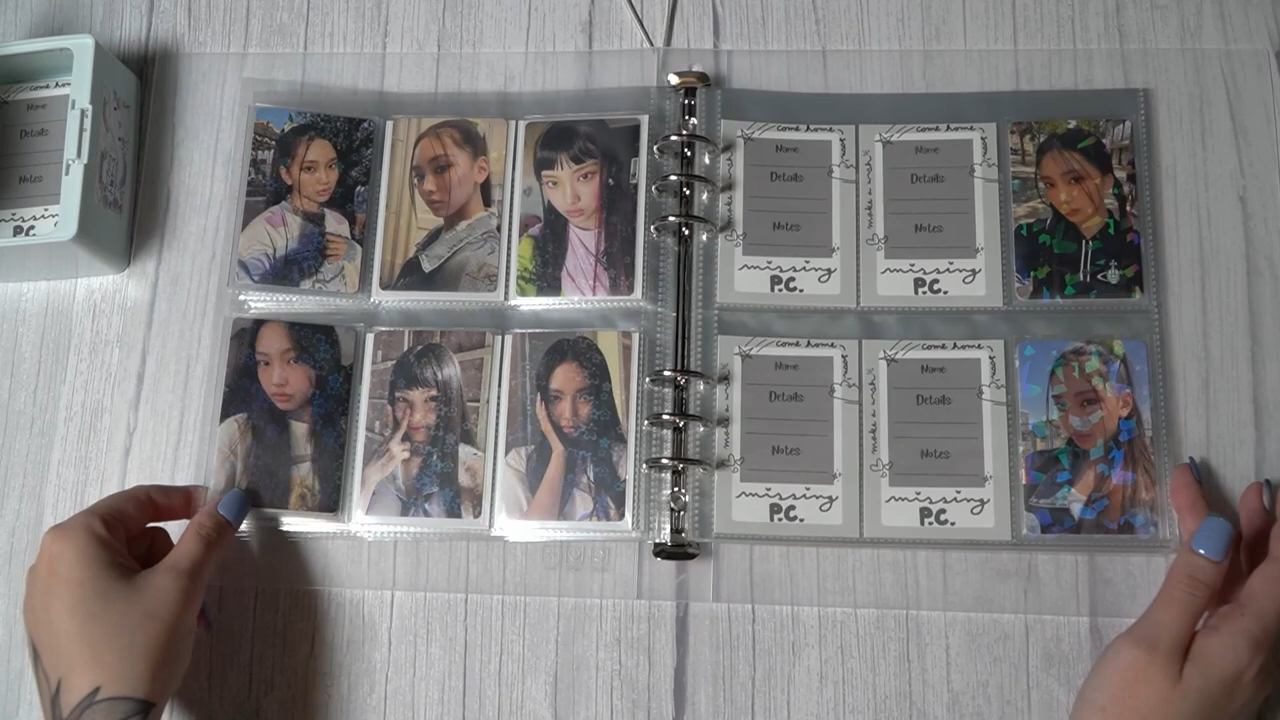 come home
Name
Details
Notes
missing
P.C.
come home
make a wish
Name
Details
Notes
missing
P.C.
come home
make a wish
Name
Details
Notes
missing
P.C.
come home
make a wish
Name
Details
Notes
missing
P.C.
come home
make a wish
Name
Details
Notes
missing
P.C.